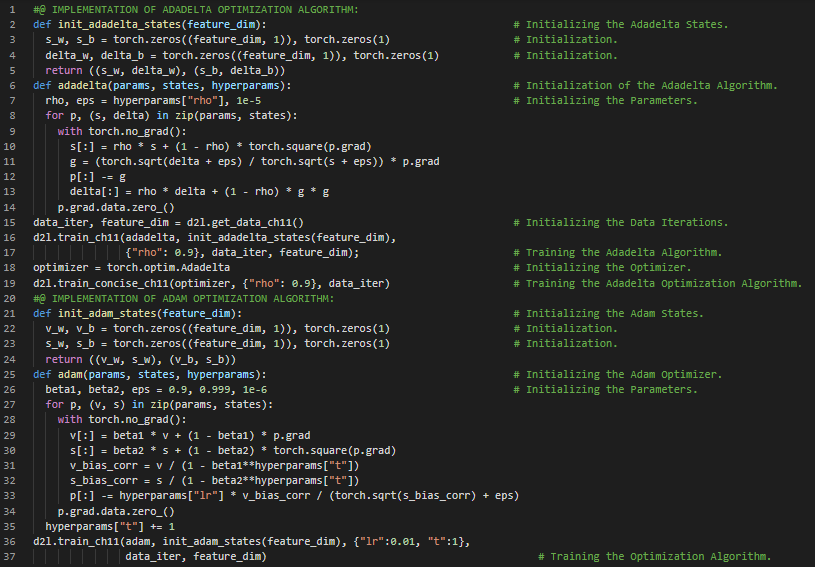 1 #@ IMPLEMENTATION OF ADADELTA OPTIMIZATION ALGORITHM:
2 def init_adadelta_states(feature_dim): # Initializing the Adadelta States.
3 s_w, s_b = torch.zeros((feature_dim, 1)), torch.zeros(1) # Initialization.
4 delta_w, delta_b = torch.zeros((feature_dim, 1)), torch.zeros(1) # Initialization.
5 return ((s_w, delta_w), (s_b, delta_b))
6 def adadelta(params, states, hyperparams): # Initialization of the Adadelta Algorithm.
7 rho, eps = hyperparams["rho"], 1e-5 # Initializing the Parameters.
8 for p, (s, delta) in zip(params, states):
9 with torch.no_grad():
10 s[:] = rho * s + (1 - rho) * torch.square(p.grad)
11 g = (torch.sqrt(delta + eps) / torch.sqrt(s + eps)) * p.grad
12 p[:] -= g
13 delta[:] = rho * delta + (1 - rho) * g * g
14 p.grad.data.zero_()
15 data_iter, feature_dim = d2l.get_data_ch11() # Initializing the Data Iterations.
16 d2l.train_ch11(adadelta, init_adadelta_states(feature_dim),
17 {"rho": 0.9}, data_iter, feature_dim); # Training the Adadelta Algorithm.
18 optimizer = torch.optim.Adadelta # Initializing the Optimizer.
19 d2l.train_concise_ch11(optimizer, {"rho": 0.9}, data_iter) # Training the Adadelta Optimization Algorithm.
20 #@ IMPLEMENTATION OF ADAM OPTIMIZATION ALGORITHM:
21 def init_adam_states(feature_dim): # Initializing the Adam States.
22 v_w, v_b = torch.zeros((feature_dim, 1)), torch.zeros(1) # Initialization.
23 s_w, s_b = torch.zeros((feature_dim, 1)), torch.zeros(1) # Initialization.
24 return ((v_w, s_w), (v_b, s_b))
25 def adam(params, states, hyperparams): # Initializing the Adam Optimizer.
26 beta1, beta2, eps = 0.9, 0.999, 1e-6 # Initializing the Parameters.
27 for p, (v, s) in zip(params, states):
28 with torch.no_grad():
29 v[:] = beta1 * v + (1 - beta1) * p.grad
30 s[:] = beta2 * s + (1 - beta2) * torch.square(p.grad)
31 v_bias_corr = v / (1 - beta1**hyperparams["t"])
32 s_bias_corr = s / (1 - beta2**hyperparams["t"])
33 p[:] -= hyperparams["lr"] * v_bias_corr / (torch.sqrt(s_bias_corr) + eps)
34 p.grad.data.zero_()
35 hyperparams["t"] += 1
36 d2l.train_ch11(adam, init_adam_states(feature_dim), {"lr":0.01, "t":1},
37 data_iter, feature_dim) # Training the Optimization Algorithm.